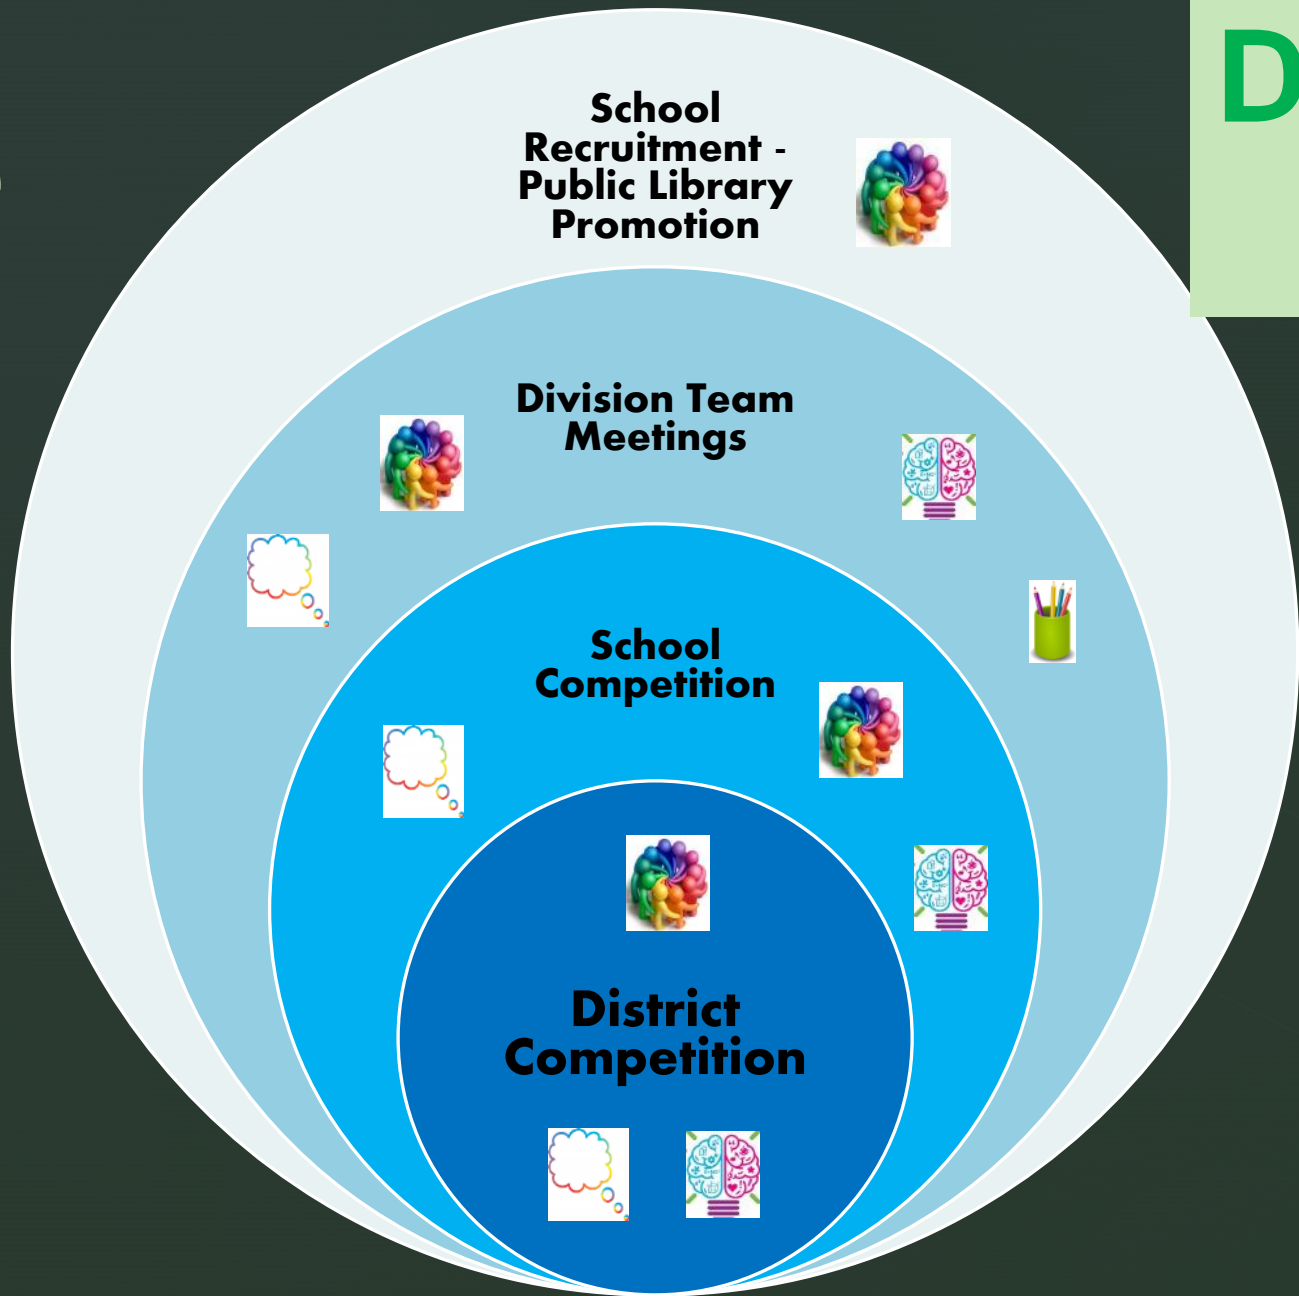 D
School
Recruitment -
Public Library
Promotion
Division Team
Meetings
School
Competition
District
Competition